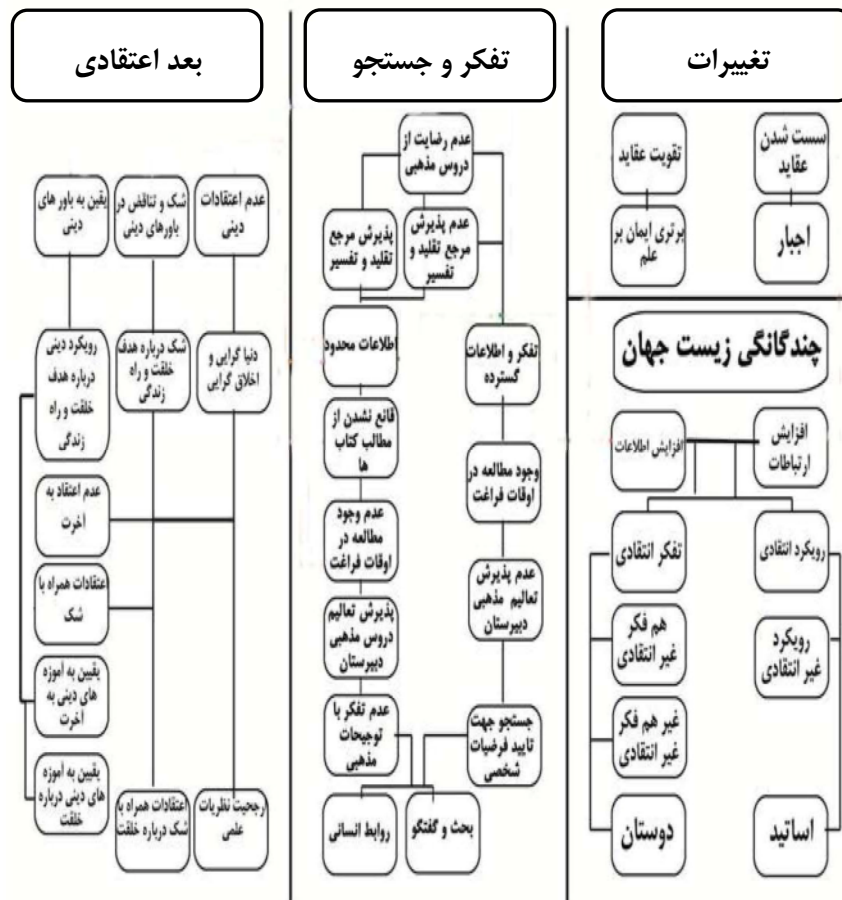 تغییرات
سست شدن
عقاید
تقویت عقاید
اجبار
برتری ایمان بر
علم
چندگانگی زیست جهان
افزایش
ارتباطات
افزایش اطلاعات
رویکرد انتقادی
تفکر انتقادی
رویکرد
غیر انتقادی
هم فکر
غیر انتقادی
غیر هم فکر
غیر انتقادی
اساتید
دوستان
تفکر و جستجو
عدم رضایت از
دروس مذهبی
عدم پذیرش
مرجع تقلید و
تفسیر
پذیرش مرجع
تقلید و تفسیر
تفکر و اطلاعات
گسترده
اطلاعات محدود
قانع نشدن از
مطالب کتاب
ها
وجود مطالعه در
اوقات فراغت
عدم وجود
مطالعه در
اوقات فراغت
عدم پذیرش
تعالیم مذهبی
دبیرستان
پذیرش تعالیم
دروس مذهبی
دبیرستان
جستجو جهت
تایید فرضیات
شخصی
عدم تفکر با
توجیحات
مذهبی
بحث و گفتگو
روابط انسانی
بعد اعتقادی
عدم اعتقادات
دینی
شک و تناقض در
باورهای دینی
یقین به باور های
دینی
دنیا گرایی و
اخلاق گرایی
شک درباره هدف
خلقت و راه
زندگی
رویکرد دینی
درباره هدف
خلقت و راه
زندگی
عدم اعتقاد به
آخرت
اعتقادات همراه با
شک
یقیین به آموزه
های دینی به
آخرت
یقیین به آموزه
های دینی درباره
خلقت
ارجحیت نظریات
علمی
اعتقادات همراه با
شک درباره خلقت